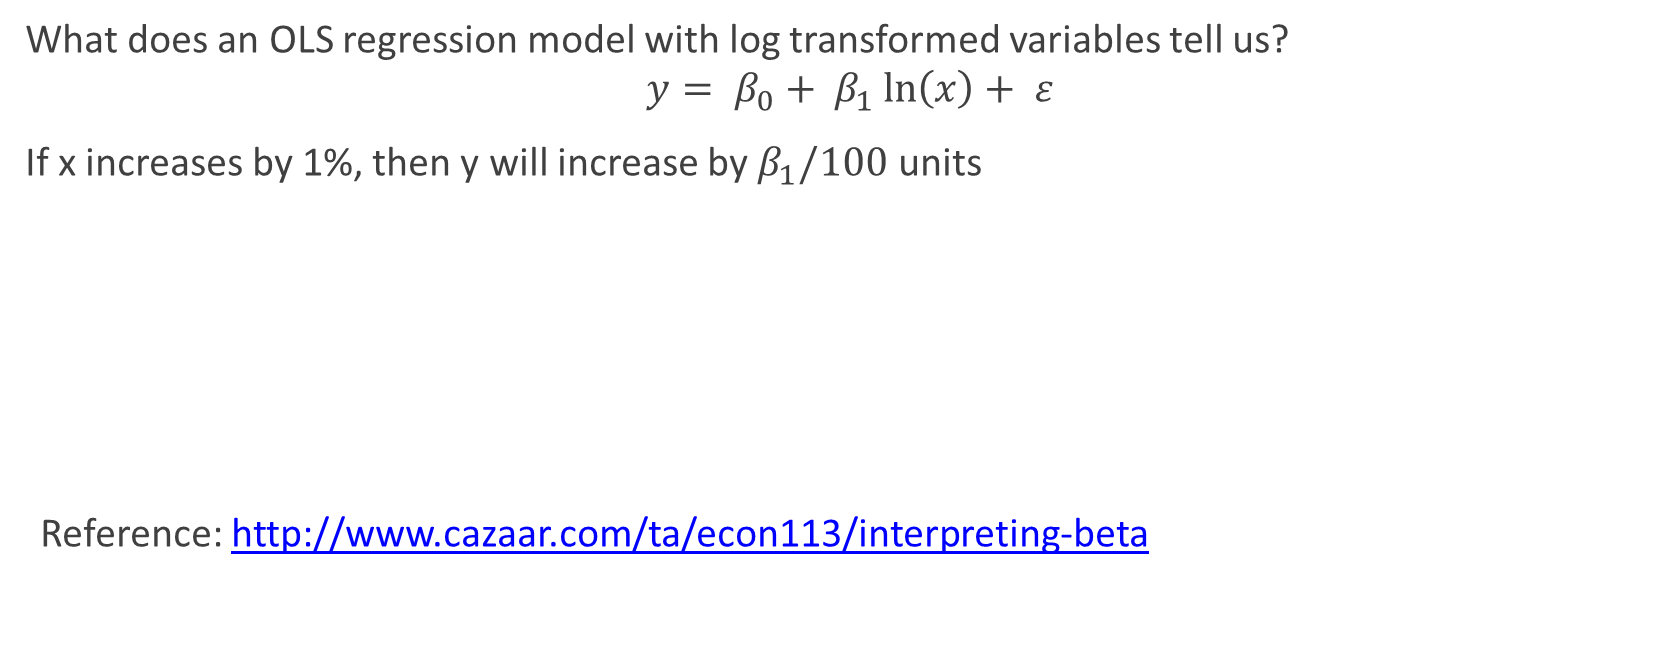 What does an OLS regression model with log transformed variables tell us?
y = β₀ + β₁ ln(x) + ε
If x increases by 1%, then y will increase by β₁/100 units
Reference: http://www.cazaar.com/ta/econ113/interpreting-beta